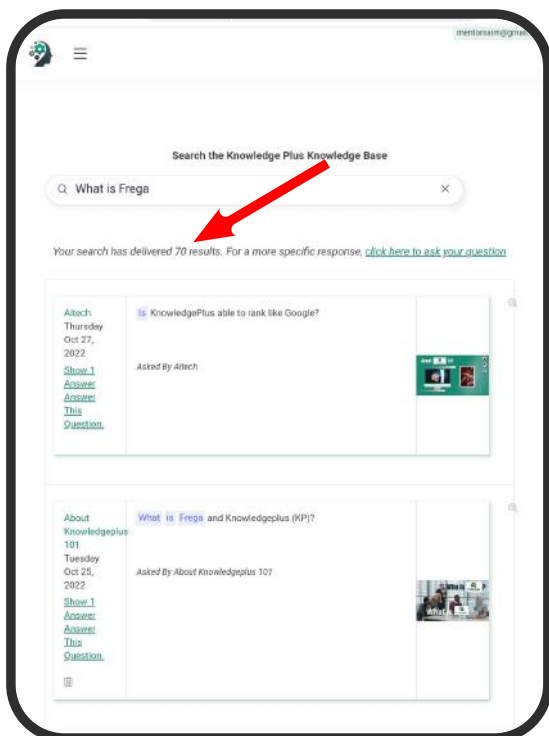 mentorsaim@gmail
Search the Knowledge Plus Knowledge Base
What is Frega
Your search has delivered 70 results. For a more specific response, click here to ask your question
Aitech
Thursday
Oct 27,
2022
Show 1
Answer
Answer
This
Question.
Is KnowledgePlus able to rank like Google?
Asked By Aitech
About
Knowledgeplus
101
Tuesday
Oct 25,
2022
Show 1
Answer
Answer
This
Question.
What is Frega and Knowledgeplus (KP)?
Asked By About Knowledgeplus 101